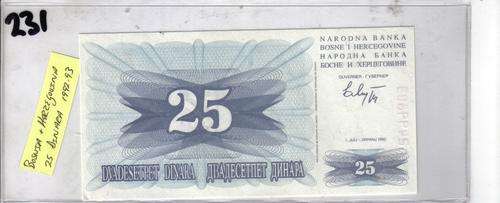 231
BOSNIA + HERZEGOVINIA
25 DINARA 1992-93
NARODNA BANKA
BOSNE I HERCEGOVINE
НАРОДНА БАНКА
БОСНЕ И ХЕРЦЕГОВИНЕ
GUVERNER / ГУВЕРНЕР
25
DVADESETPET DINARA ДВАДЕСЕТПЕТ ДИНАРА
25